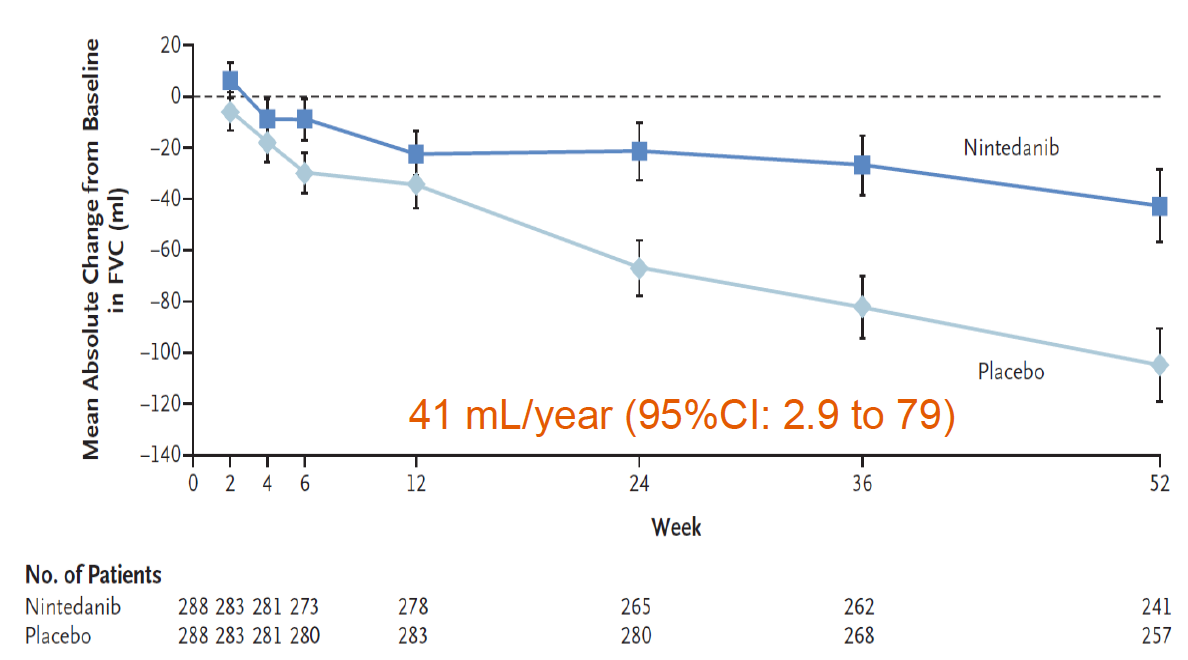 Mean Absolute Change from Baseline
in FVC (ml)
20
0
−20
−40
−60
−80
−100
−120
−140
Nintedanib
Placebo
41 mL/year (95%CI: 2.9 to 79)
0 2 4 6 12 24 36 52
Week
No. of Patients
Nintedanib 288 283 281 273 278 265 262 241
Placebo 288 283 281 280 283 280 268 257